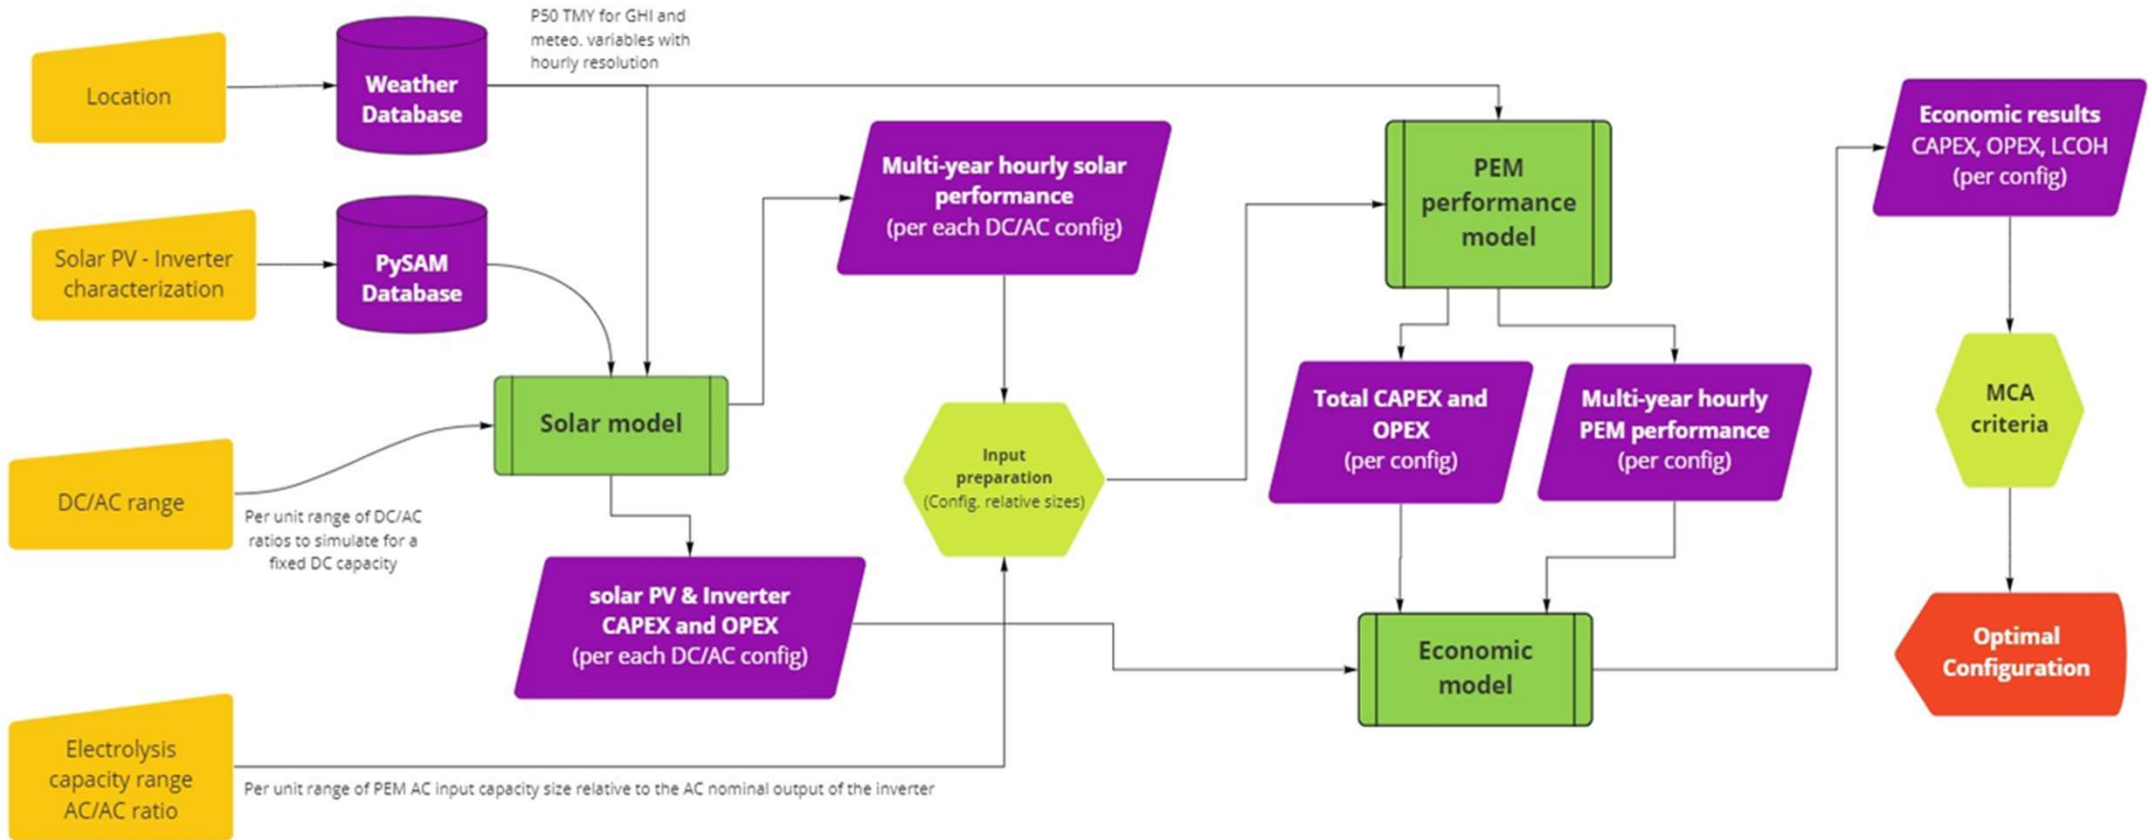 P50 TMY for GHI and
meteo. variables with
hourly resolution
Location
Weather
Database
Solar PV - Inverter
characterization
PySAM
Database
DC/AC range
Per unit range of DC/AC
ratios to simulate for a
fixed DC capacity
Electrolysis
capacity range
AC/AC ratio
Per unit range of PEM AC input capacity size relative to the AC nominal output of the inverter
Solar model
solar PV & Inverter
CAPEX and OPEX
(per each DC/AC config)
Multi-year hourly solar
performance
(per each DC/AC config)
Input
preparation
(Config. relative sizes)
PEM
performance
model
Total CAPEX and
OPEX
(per config)
Multi-year hourly
PEM performance
(per config)
Economic
model
Economic results
CAPEX, OPEX, LCOH
(per config)
MCA
criteria
Optimal
Configuration